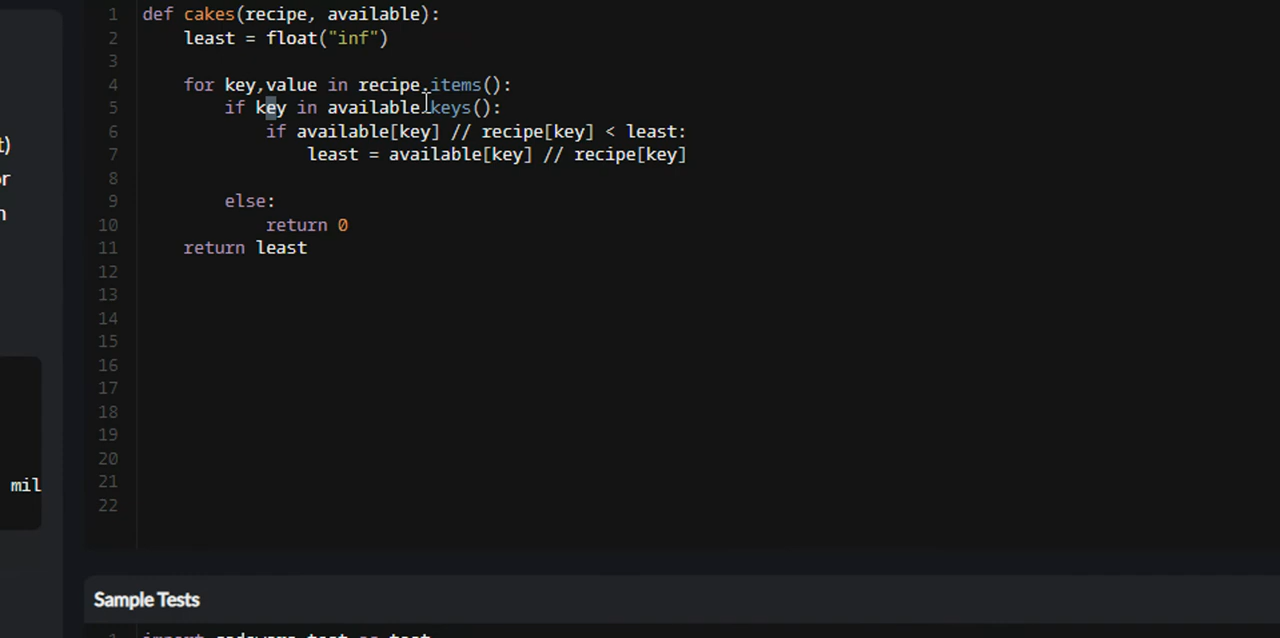 1 def cakes(recipe, available):
2 least = float("inf")
3
4 for key,value in recipe.items():
5 if key in available.keys():
6 if available[key] // recipe[key] < least:
7 least = available[key] // recipe[key]
8
9 else:
10 return 0
11 return least
12
13
14
15
16
17
18
19
20
21
22
t)
or
n
mil
Sample Tests